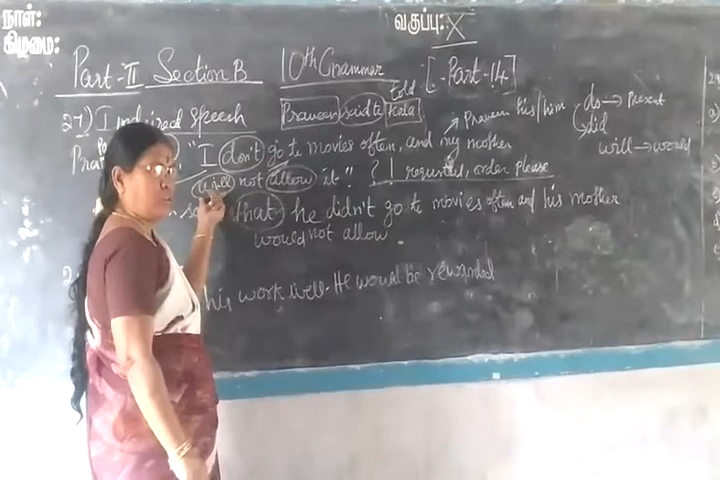 நாள்:
கிழமை:
வகுப்பு: X
Part-II Section B 10th Grammer [-Part-14]
27) Indirect Speech Praveen said to Kala
told
Praveen his/him
do → Present
did
will → would
"I don't go to movies often, and my mother
will not allow it." ? I requested, order please
that he didn't go to movies often and his mother
would not allow
his work well. He would be rewarded